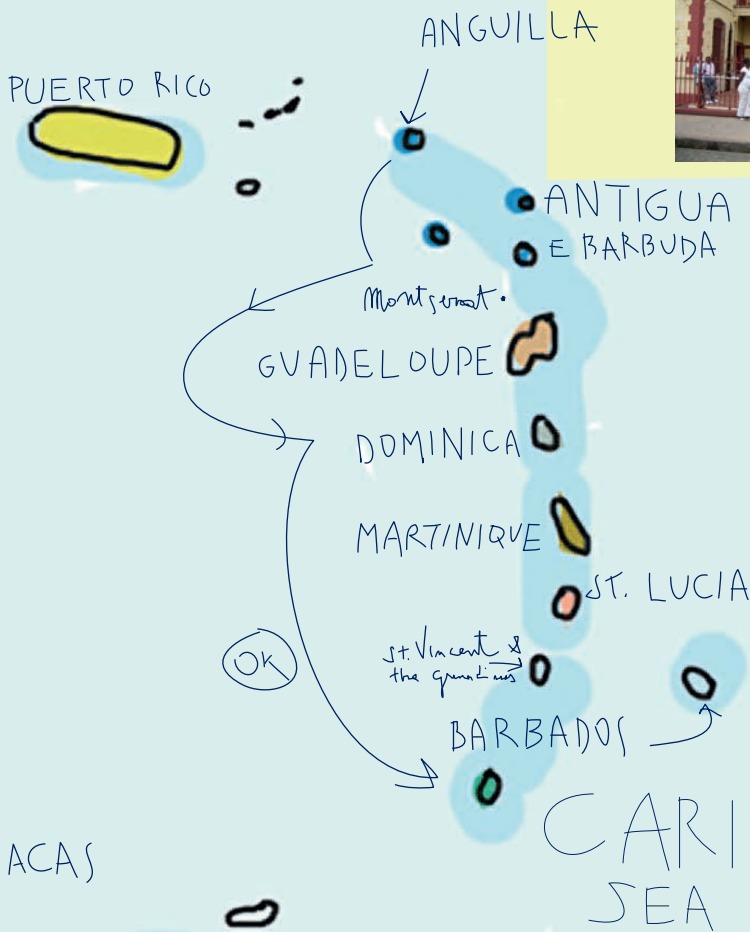 ANGUILLA
PUERTO RICO
ANTIGUA
E BARBUDA
Montserrat.
GUADELOUPE
DOMINICA
MARTINIQUE
ST. LUCIA
OK
St. Vincent &
the
BARBADOS
CARI
ACAS
SEA